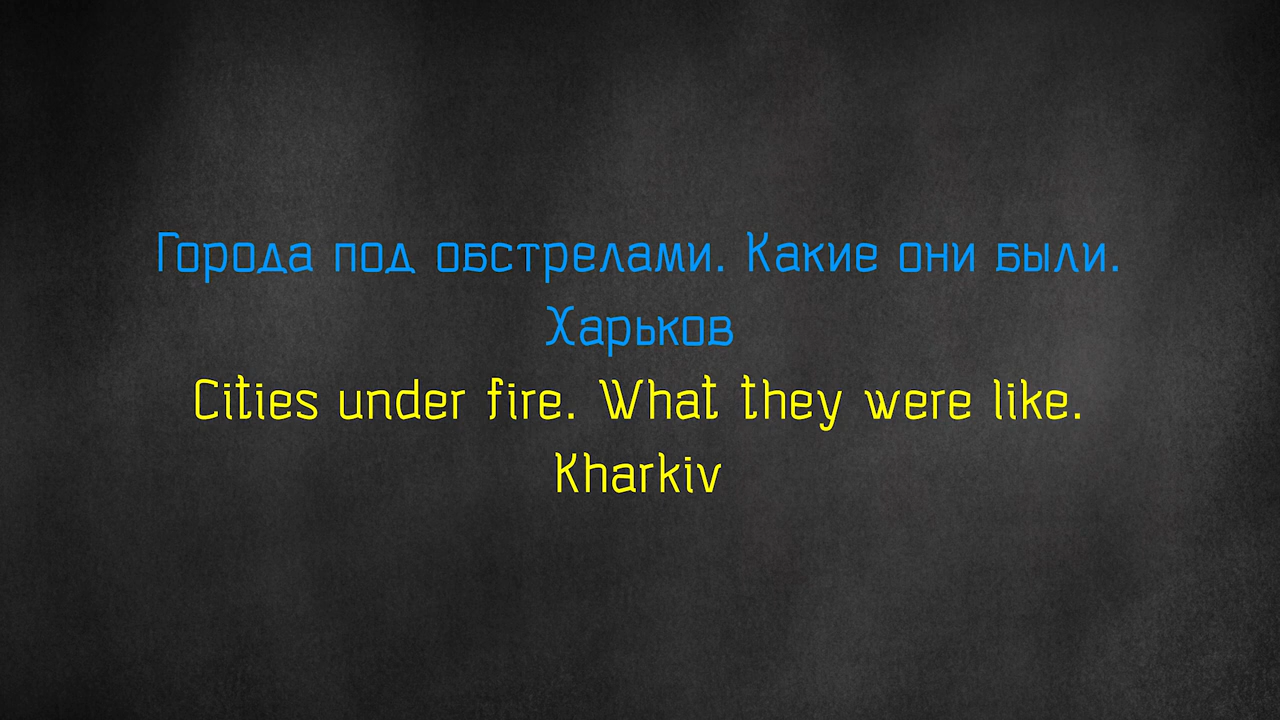 Города под обстрелами. Какие они были.
Харьков
Cities under fire. What they were like.
Kharkiv